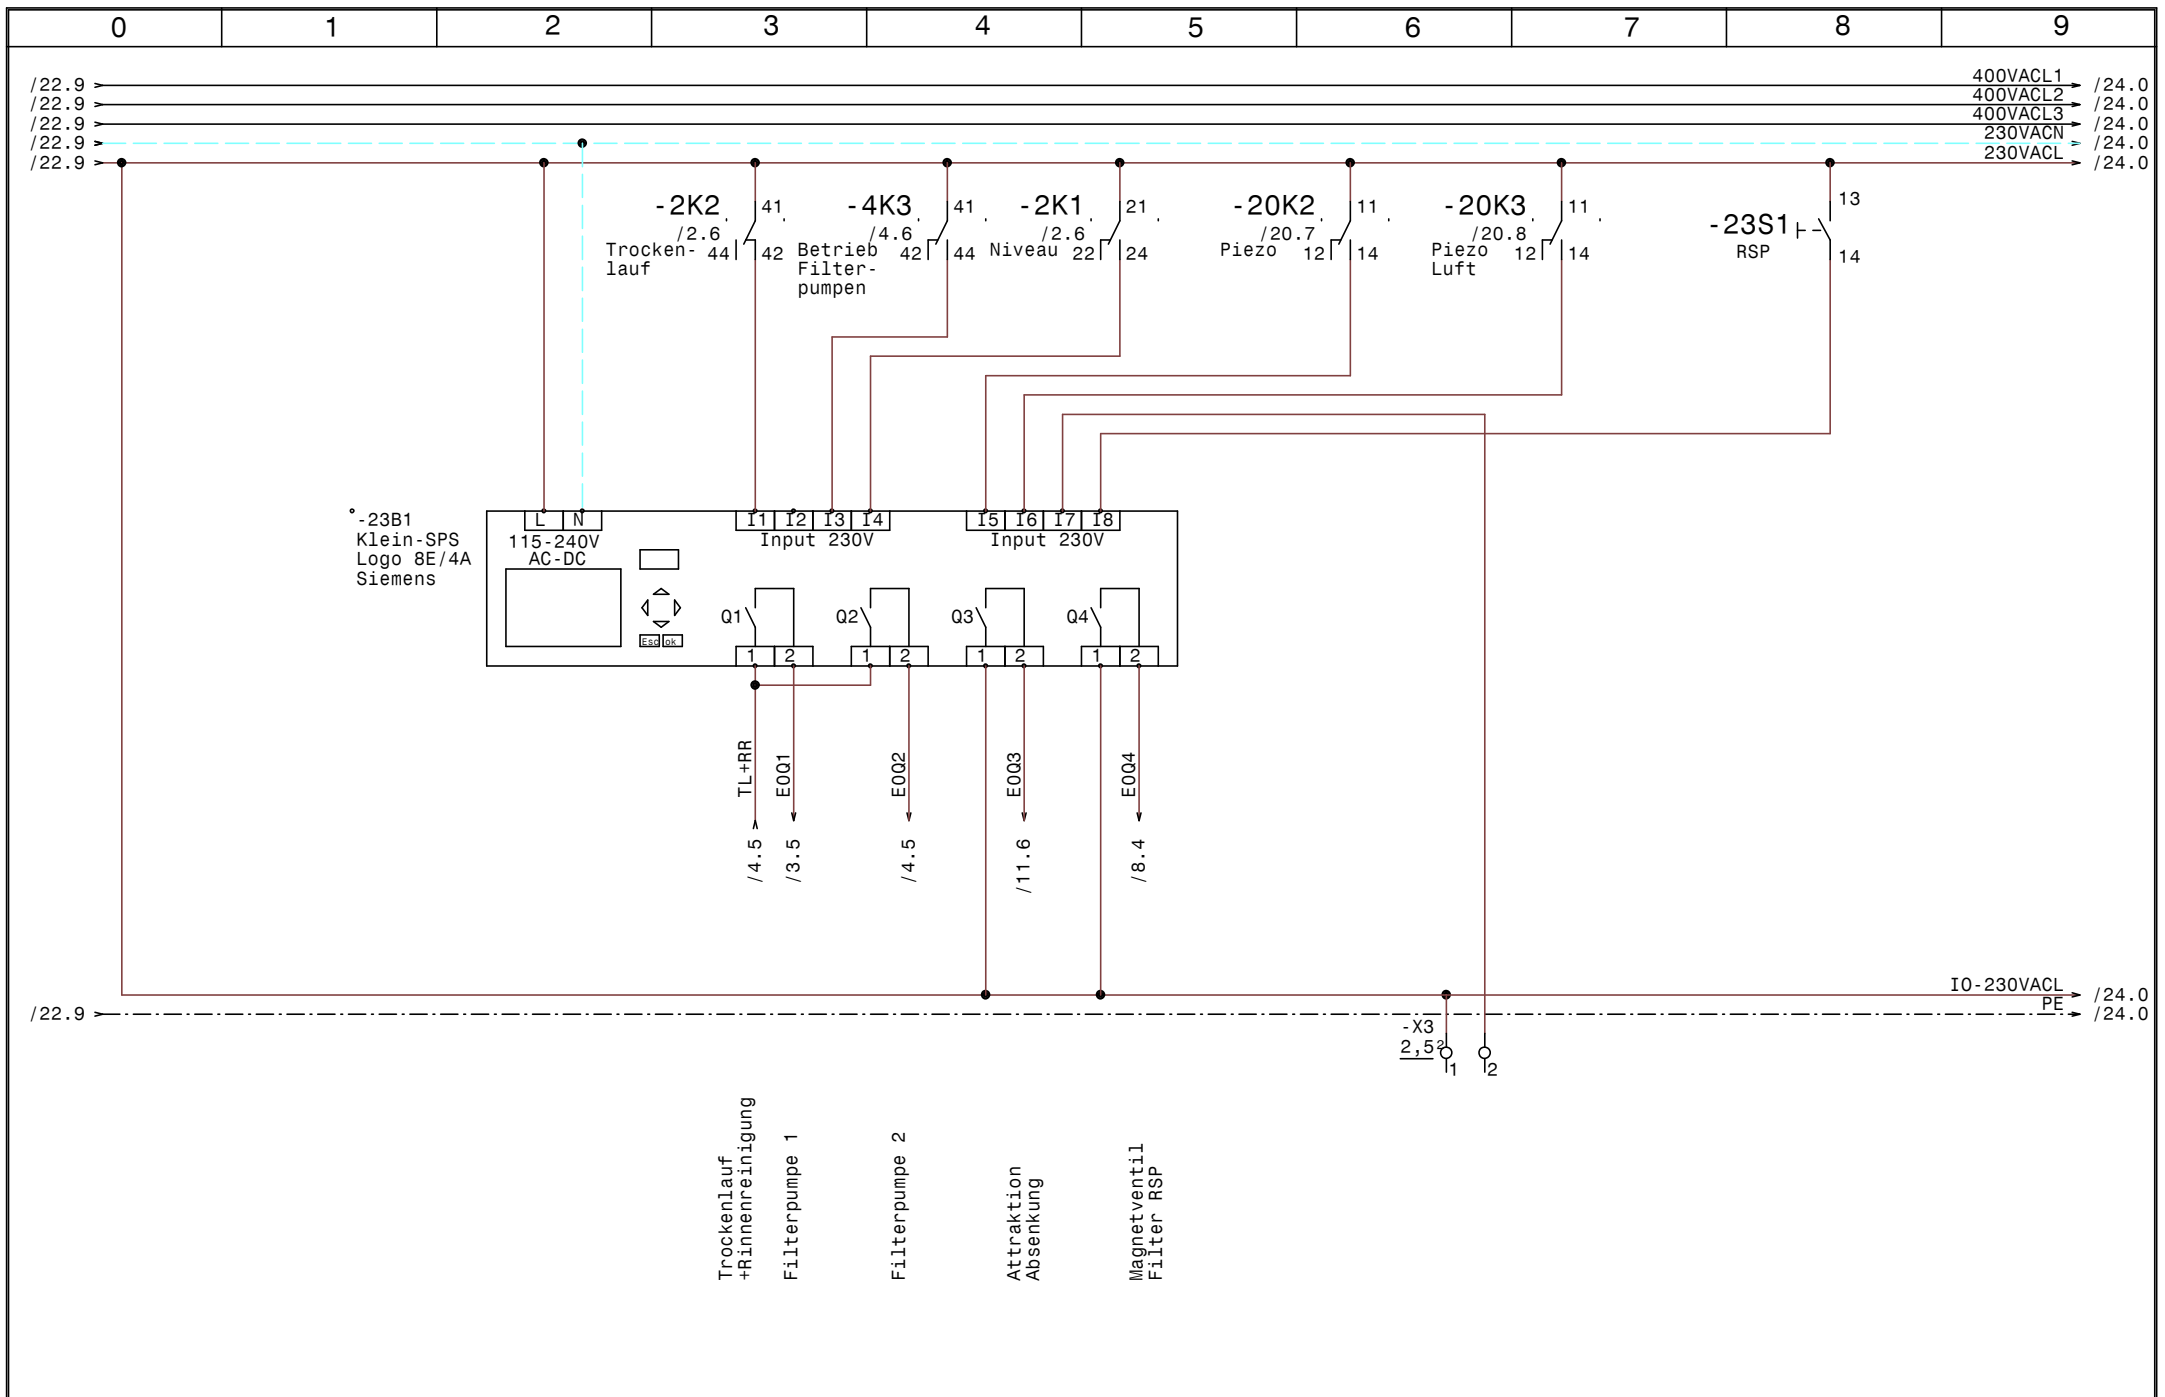 0 1 2 3 4 5 6 7 8 9
/22.9 400VACL1 /24.0
/22.9 400VACL2 /24.0
/22.9 400VACL3 /24.0
/22.9 230VACN /24.0
/22.9 230VACL /24.0
-2K2 41
/2.6
Trocken-
lauf
44 42
-4K3 41
/4.6
Betrieb
Filter-
pumpen
42 44
-2K1 21
/2.6
Niveau 22 24
-20K2 11
/20.7
Piezo 12 14
-20K3 11
/20.8
Piezo
Luft
12 14
13
-23S1
RSP
14
-23B1
Klein-SPS
Logo 8E/4A
Siemens
L N I1 I2 I3 I4 I5 I6 I7 I8
115-240V
AC-DC
Input 230V Input 230V
Esc ok
Q1 Q2 Q3 Q4
1 2 1 2 1 2 1 2
TL+RR E0Q1 E0Q2 E0Q3 E0Q4
/4.5 /3.5 /4.5 /11.6 /8.4
IO-230VACL /24.0
/22.9 PE /24.0
-X3
2,5²
1 2
Trockenlauf
+Rinnenreinigung
Filterpumpe 1
Filterpumpe 2
Attraktion
Absenkung
Magnetventil
Filter RSP